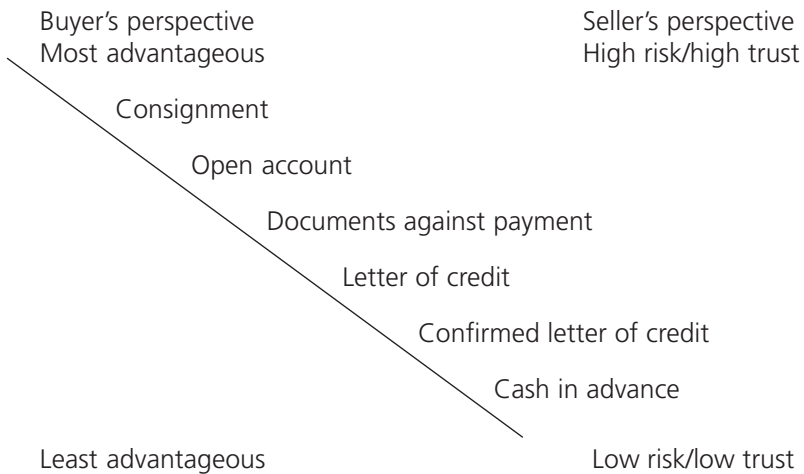 Buyer's perspective
Most advantageous
Seller's perspective
High risk/high trust
Consignment
Open account
Documents against payment
Letter of credit
Confirmed letter of credit
Cash in advance
Least advantageous
Low risk/low trust